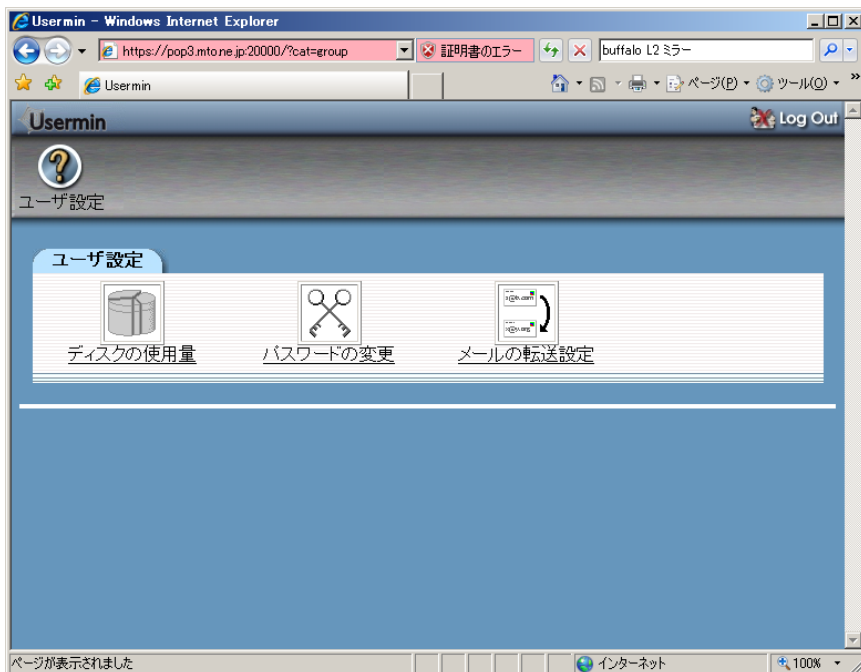 Usermin - Windows Internet Explorer
https://pop3.mto.ne.jp:20000/?cat=group
証明書のエラー
buffalo L2 ミラー
Usermin
ページ(P)
ツール(O)
»
Usermin
Log Out
ユーザ設定
ユーザ設定
ディスクの使用量
パスワードの変更
メールの転送設定
ページが表示されました
インターネット
100%